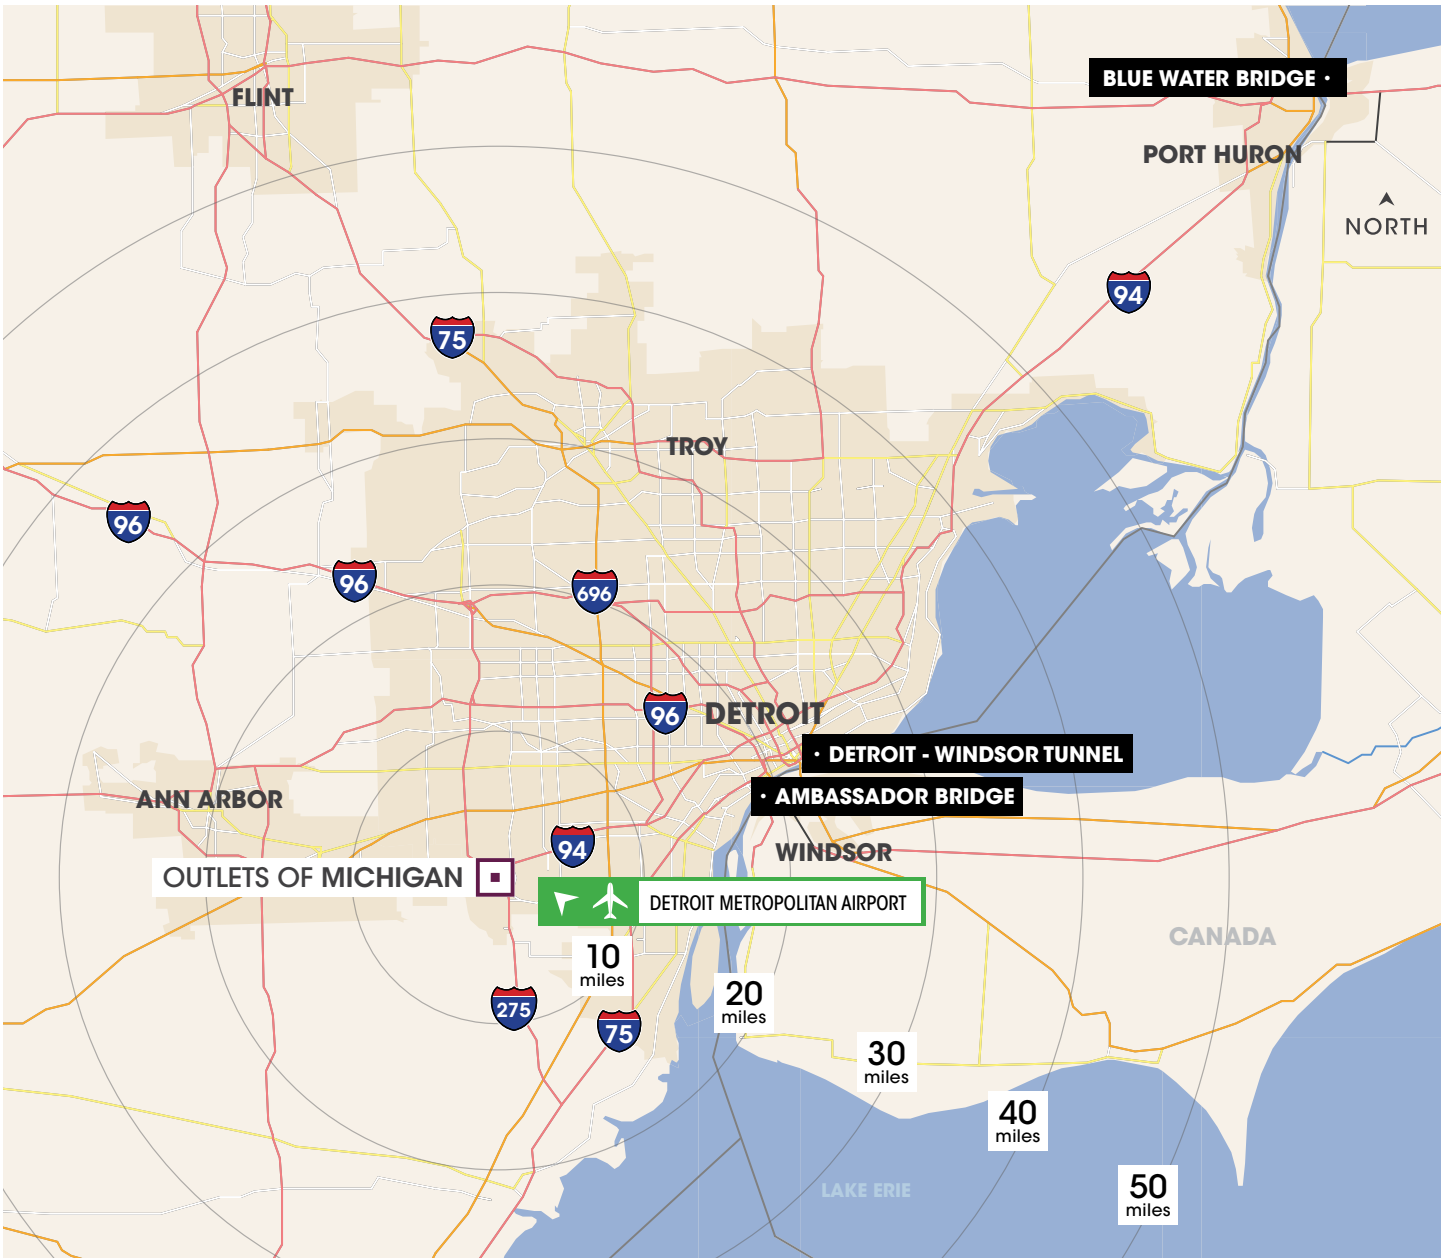 BLUE WATER BRIDGE •
FLINT
PORT HURON
NORTH
94
75
TROY
96
96
696
96
DETROIT
• DETROIT - WINDSOR TUNNEL
• AMBASSADOR BRIDGE
ANN ARBOR
94
WINDSOR
OUTLETS OF MICHIGAN
DETROIT METROPOLITAN AIRPORT
CANADA
10
miles
20
miles
275
75
30
miles
40
miles
LAKE ERIE
50
miles